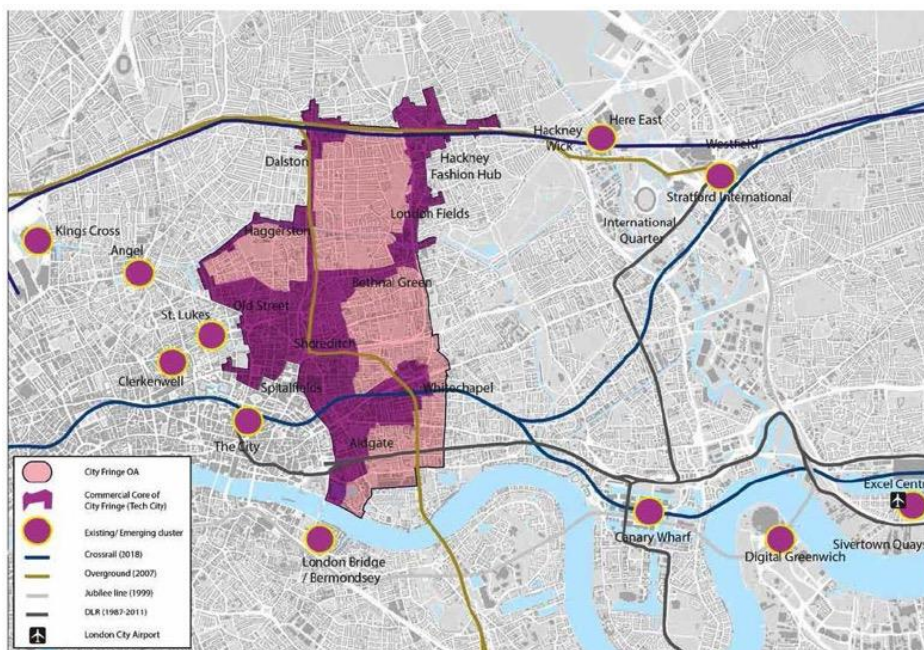 Here East
Hackney
Wick
Westfield
Dalston
Hackney
Fashion Hub
Stratford International
London Fields
International
Quarter
Kings Cross
Haggerston
Angel
Bethnal Green
Old Street
St. Lukes
Shoreditch
Clerkenwell
Spitalfields
Whitechapel
The City
Aldgate
City Fringe OA
Commercial Core of
City Fringe (Tech City)
Existing/Emerging cluster
Crossrail (2018)
Overground (2007)
Jubilee line (1999)
DLR (1987-2011)
London City Airport
London Bridge
/ Bermondsey
Canary Wharf
Digital Greenwich
Excel Centr
Sivertown Quays